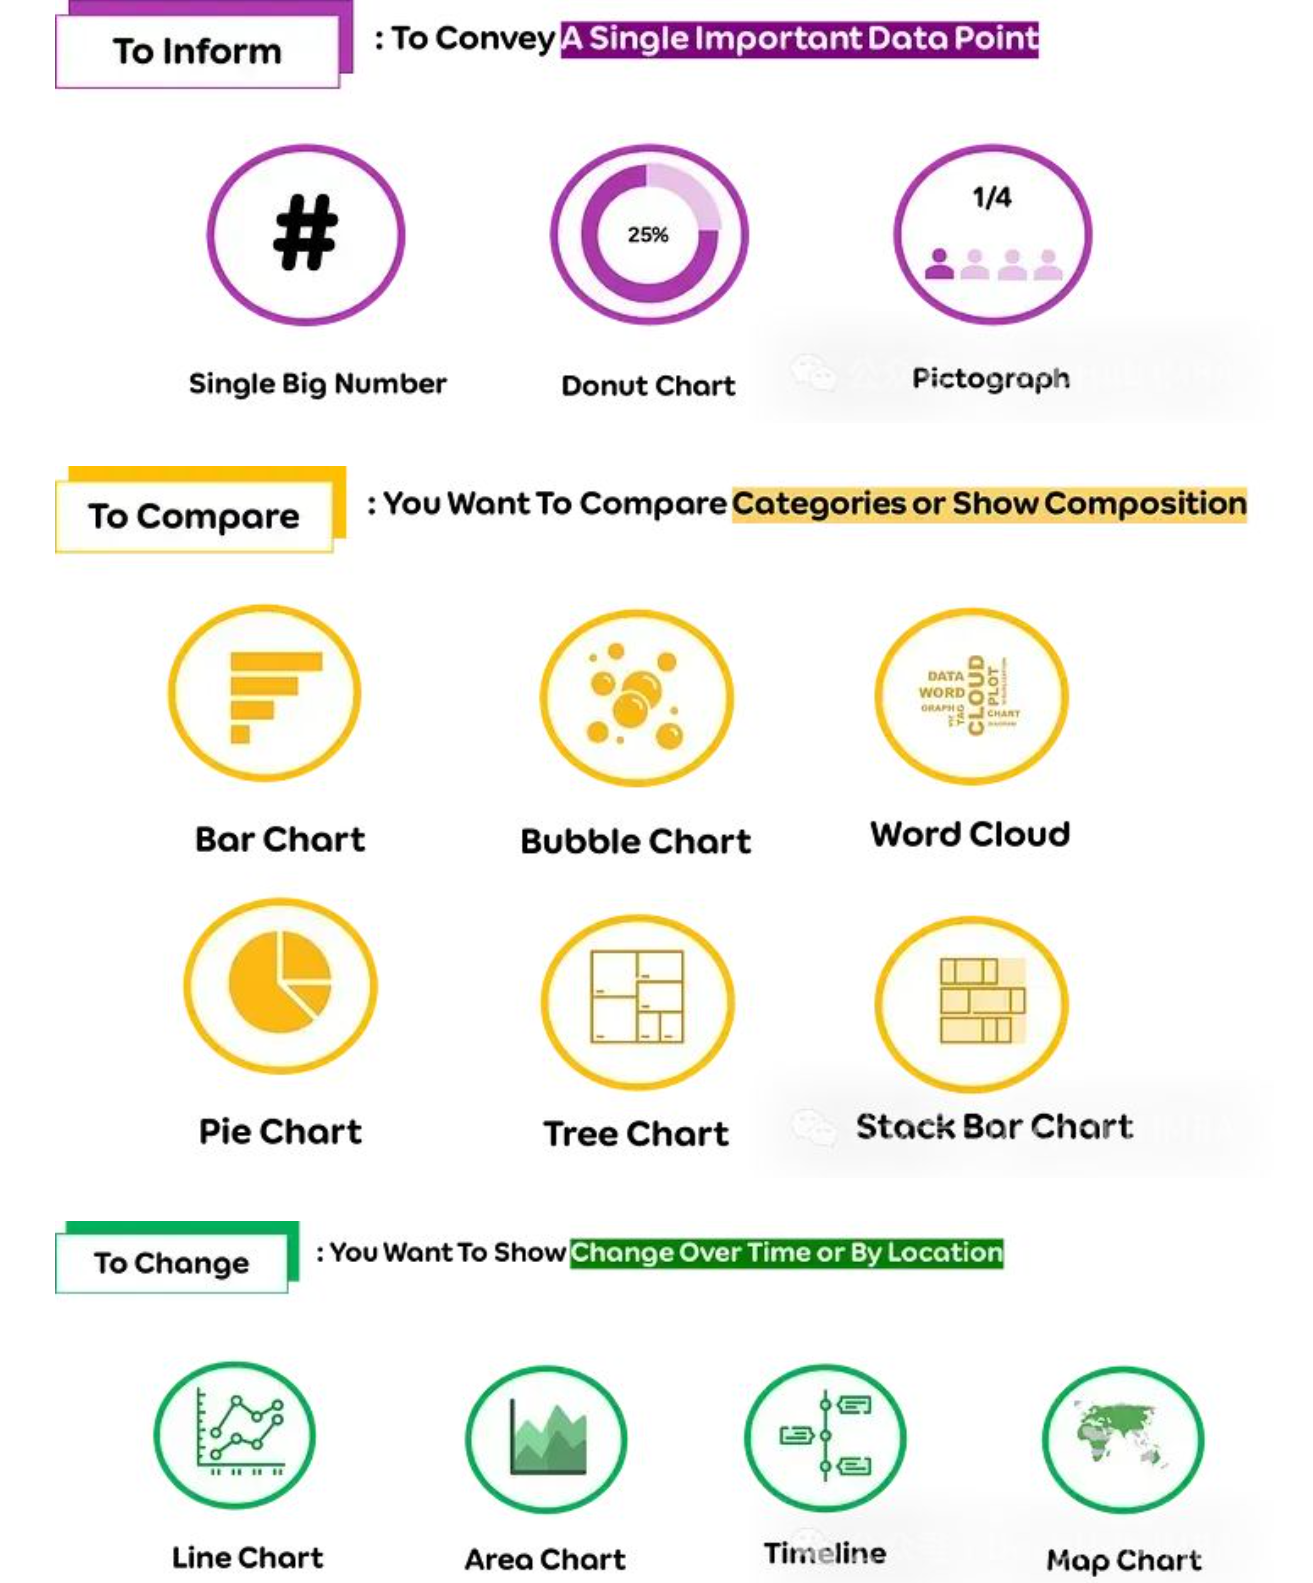 To Inform
: To Convey A Single Important Data Point
#
25%
1/4
Single Big Number
Donut Chart
Pictograph
To Compare
: You Want To Compare Categories or Show Composition
DATA
WORD
GRAPH
TAG
CLOUD
PLOT
CHART
Bar Chart
Bubble Chart
Word Cloud
Pie Chart
Tree Chart
Stack Bar Chart
To Change
: You Want To Show Change Over Time or By Location
Line Chart
Area Chart
Timeline
Map Chart